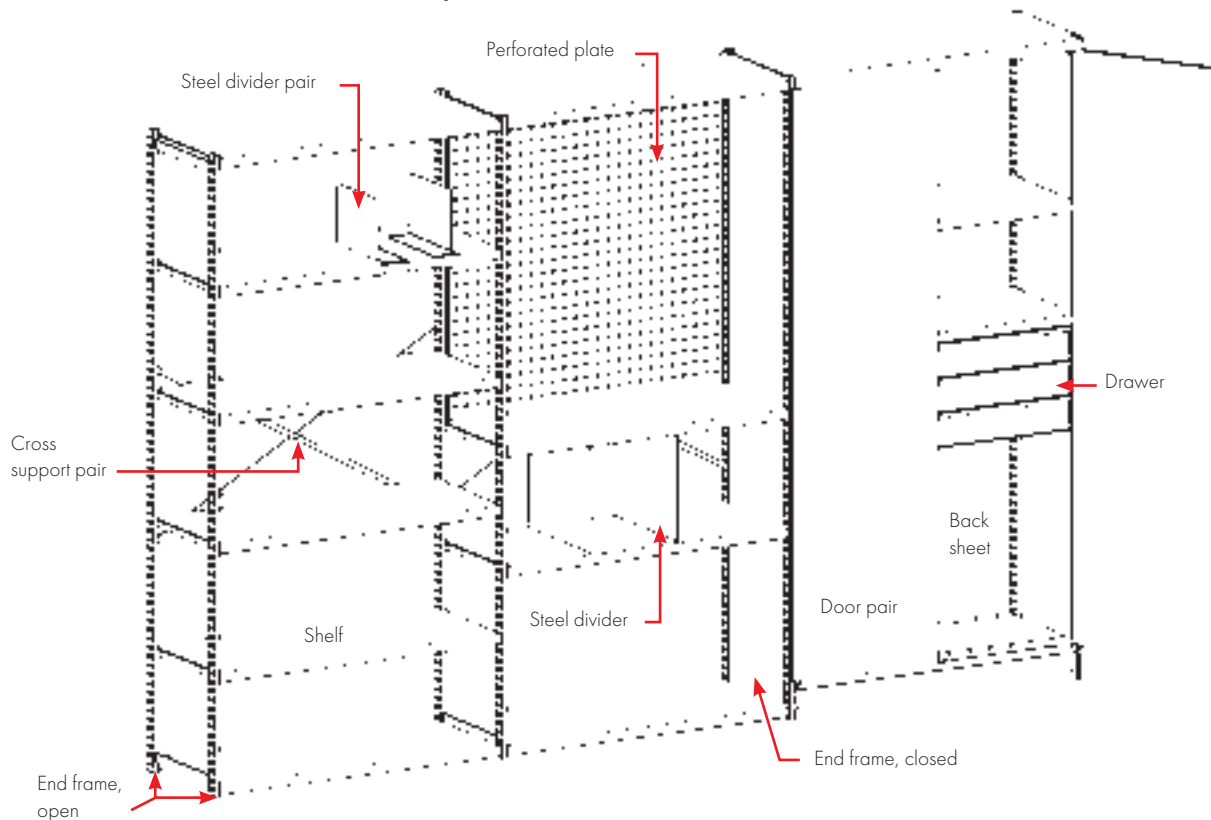 Perforated plate
Steel divider pair
Drawer
Cross
support pair
Back
sheet
Door pair
Steel divider
Shelf
End frame, closed
End frame,
open